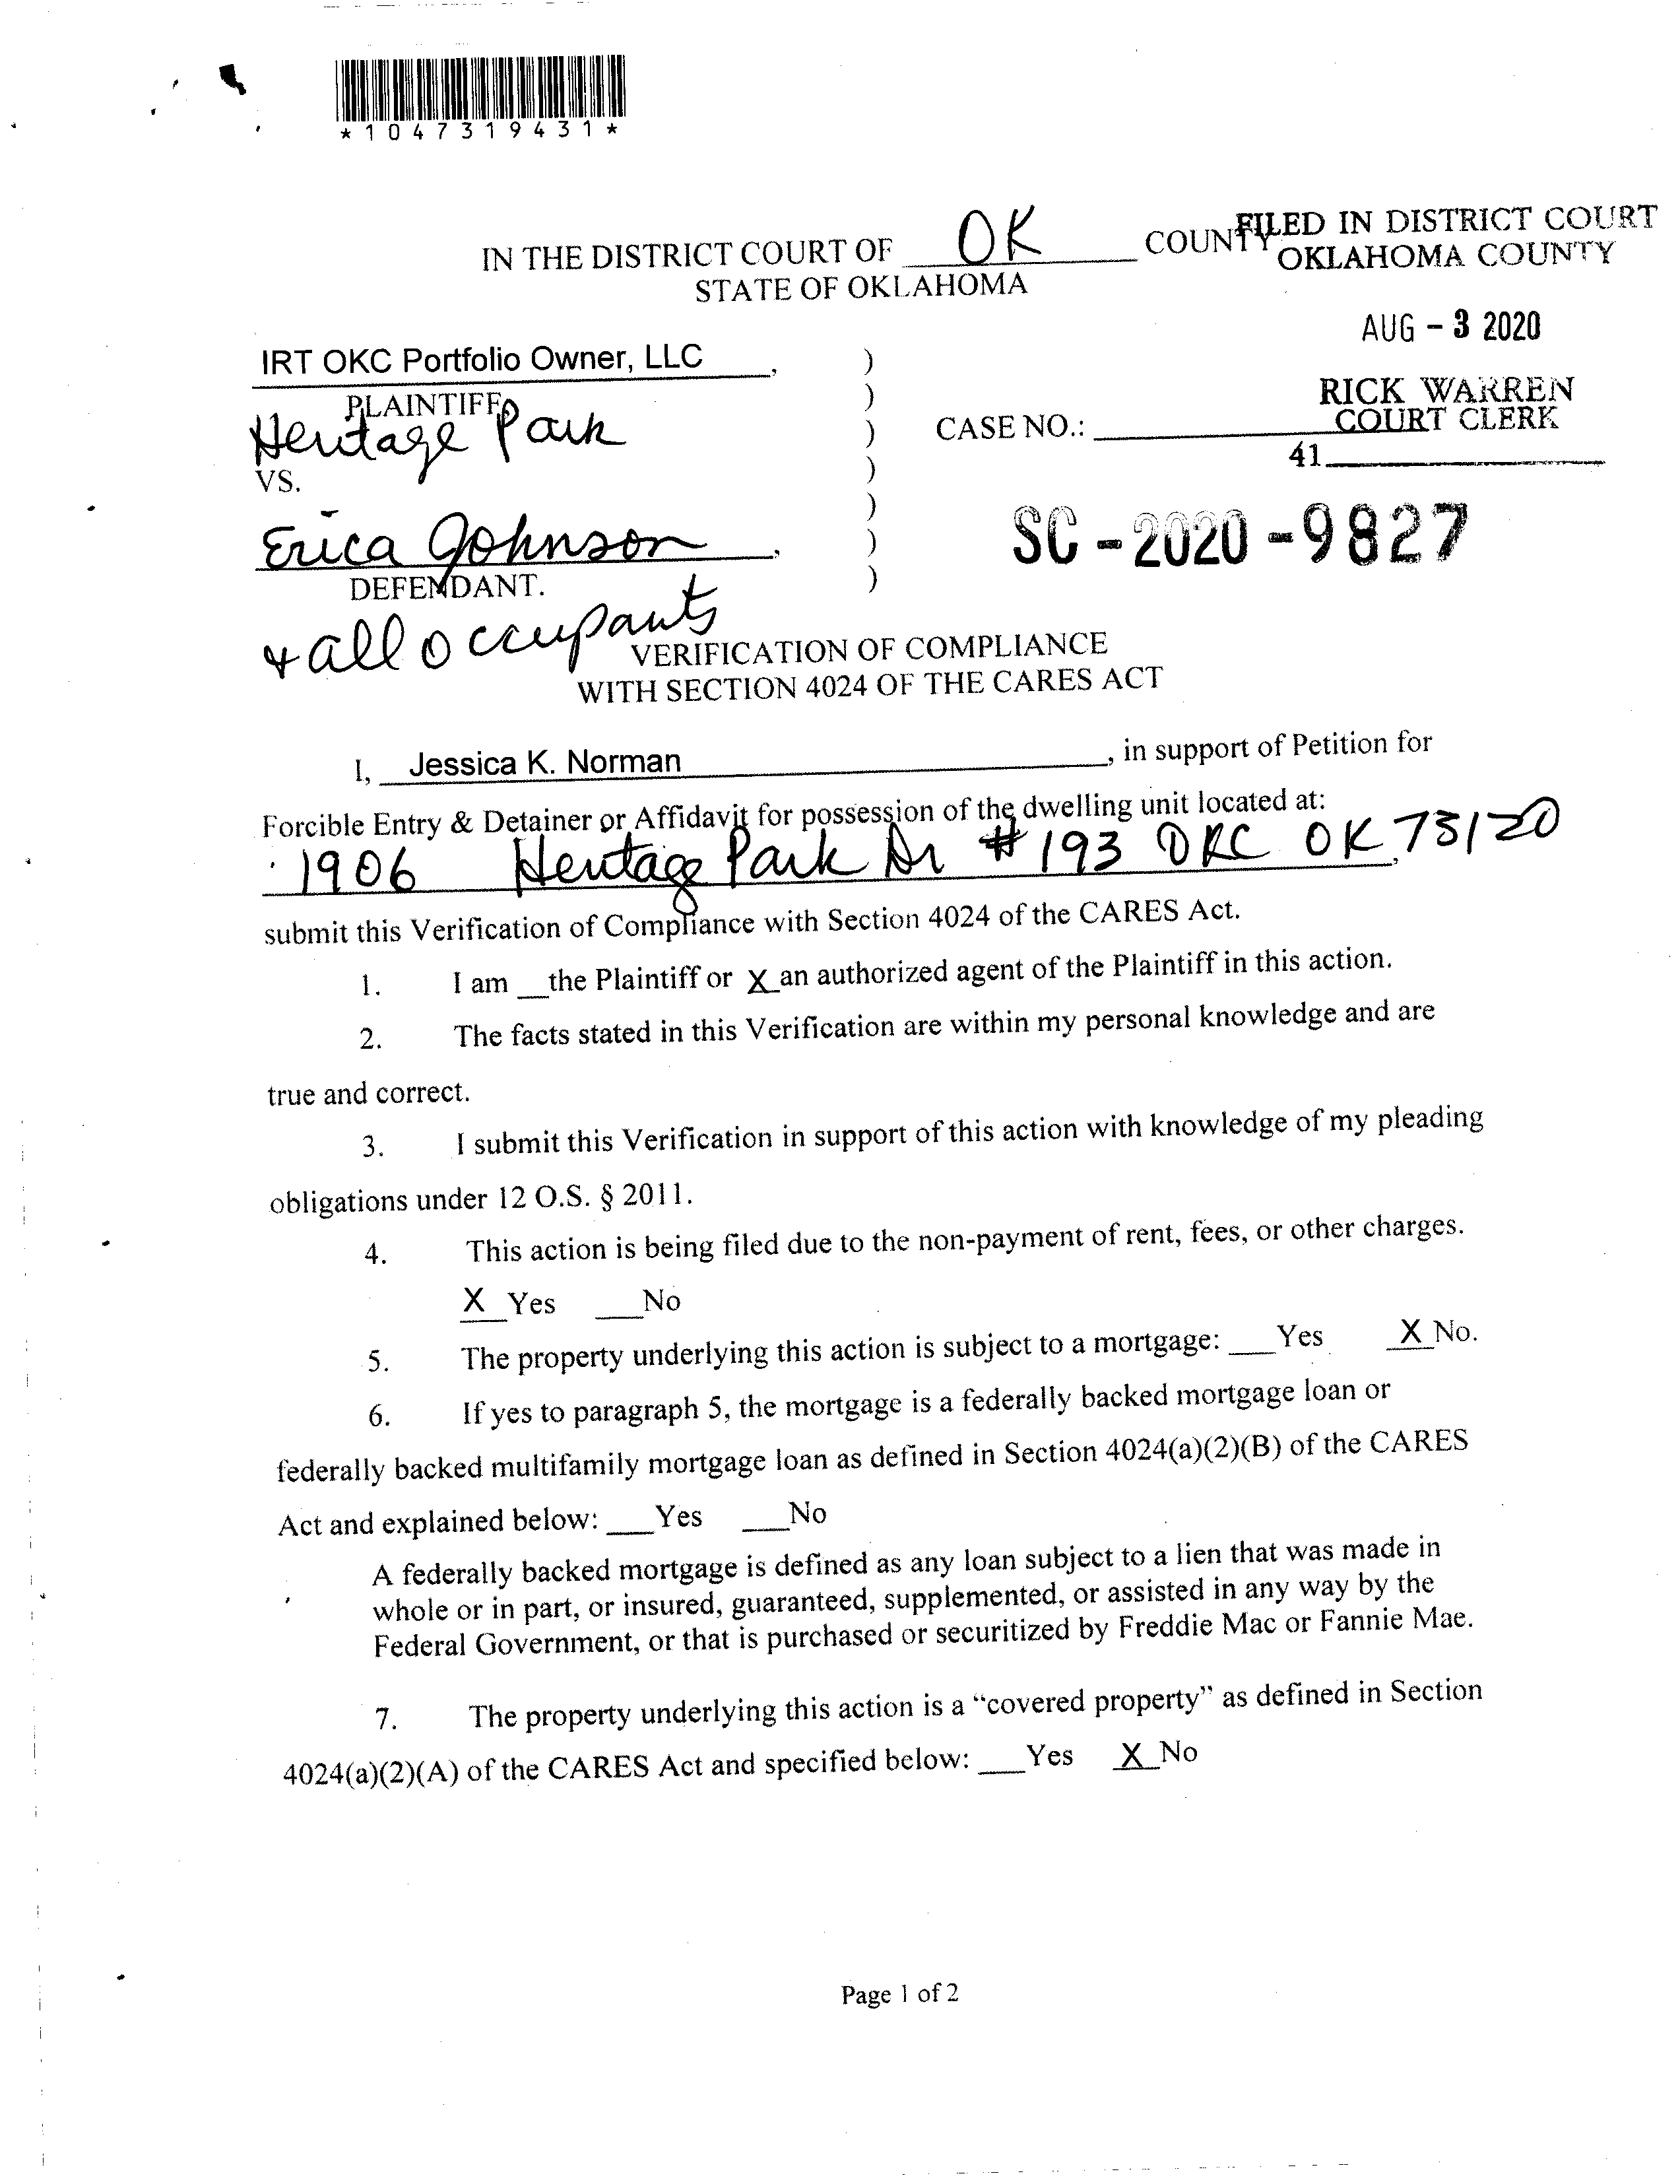 *1047319431*
IN THE DISTRICT COURT OF OK COUNTY
STATE OF OKLAHOMA
FILED IN DISTRICT COURT
OKLAHOMA COUNTY
AUG - 3 2020
RICK WARREN
COURT CLERK
41
IRT OKC Portfolio Owner, LLC ,
PLAINTIFF,
Heritage Park
VS.
Erica Johnson ,
DEFENDANT.
& all occupants
)
)
)
)
)
)
)
CASE NO.:
SC - 2020 - 9827
VERIFICATION OF COMPLIANCE
WITH SECTION 4024 OF THE CARES ACT
I, Jessica K. Norman , in support of Petition for
Forcible Entry & Detainer or Affidavit for possession of the dwelling unit located at:
1906 Heritage Park Dr #193 OKC OK 73120 ,
submit this Verification of Compliance with Section 4024 of the CARES Act.
1. I am __the Plaintiff or X an authorized agent of the Plaintiff in this action.
2. The facts stated in this Verification are within my personal knowledge and are
true and correct.
3. I submit this Verification in support of this action with knowledge of my pleading
obligations under 12 O.S. § 2011.
4. This action is being filed due to the non-payment of rent, fees, or other charges.
X Yes ___No
5. The property underlying this action is subject to a mortgage: ___Yes X No.
6. If yes to paragraph 5, the mortgage is a federally backed mortgage loan or
federally backed multifamily mortgage loan as defined in Section 4024(a)(2)(B) of the CARES
Act and explained below: ___Yes ___No
A federally backed mortgage is defined as any loan subject to a lien that was made in
whole or in part, or insured, guaranteed, supplemented, or assisted in any way by the
Federal Government, or that is purchased or securitized by Freddie Mac or Fannie Mae.
7. The property underlying this action is a “covered property” as defined in Section
4024(a)(2)(A) of the CARES Act and specified below: ___Yes X No
Page 1 of 2